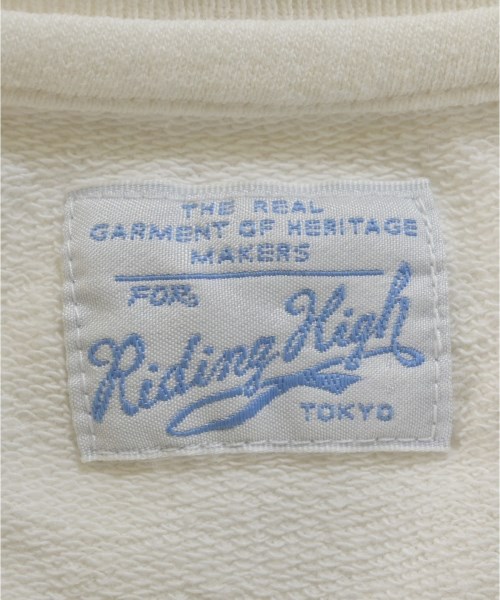 THE REAL
GARMENT OF HERITAGE
MAKERS
FOR
Riding High
TOKYO